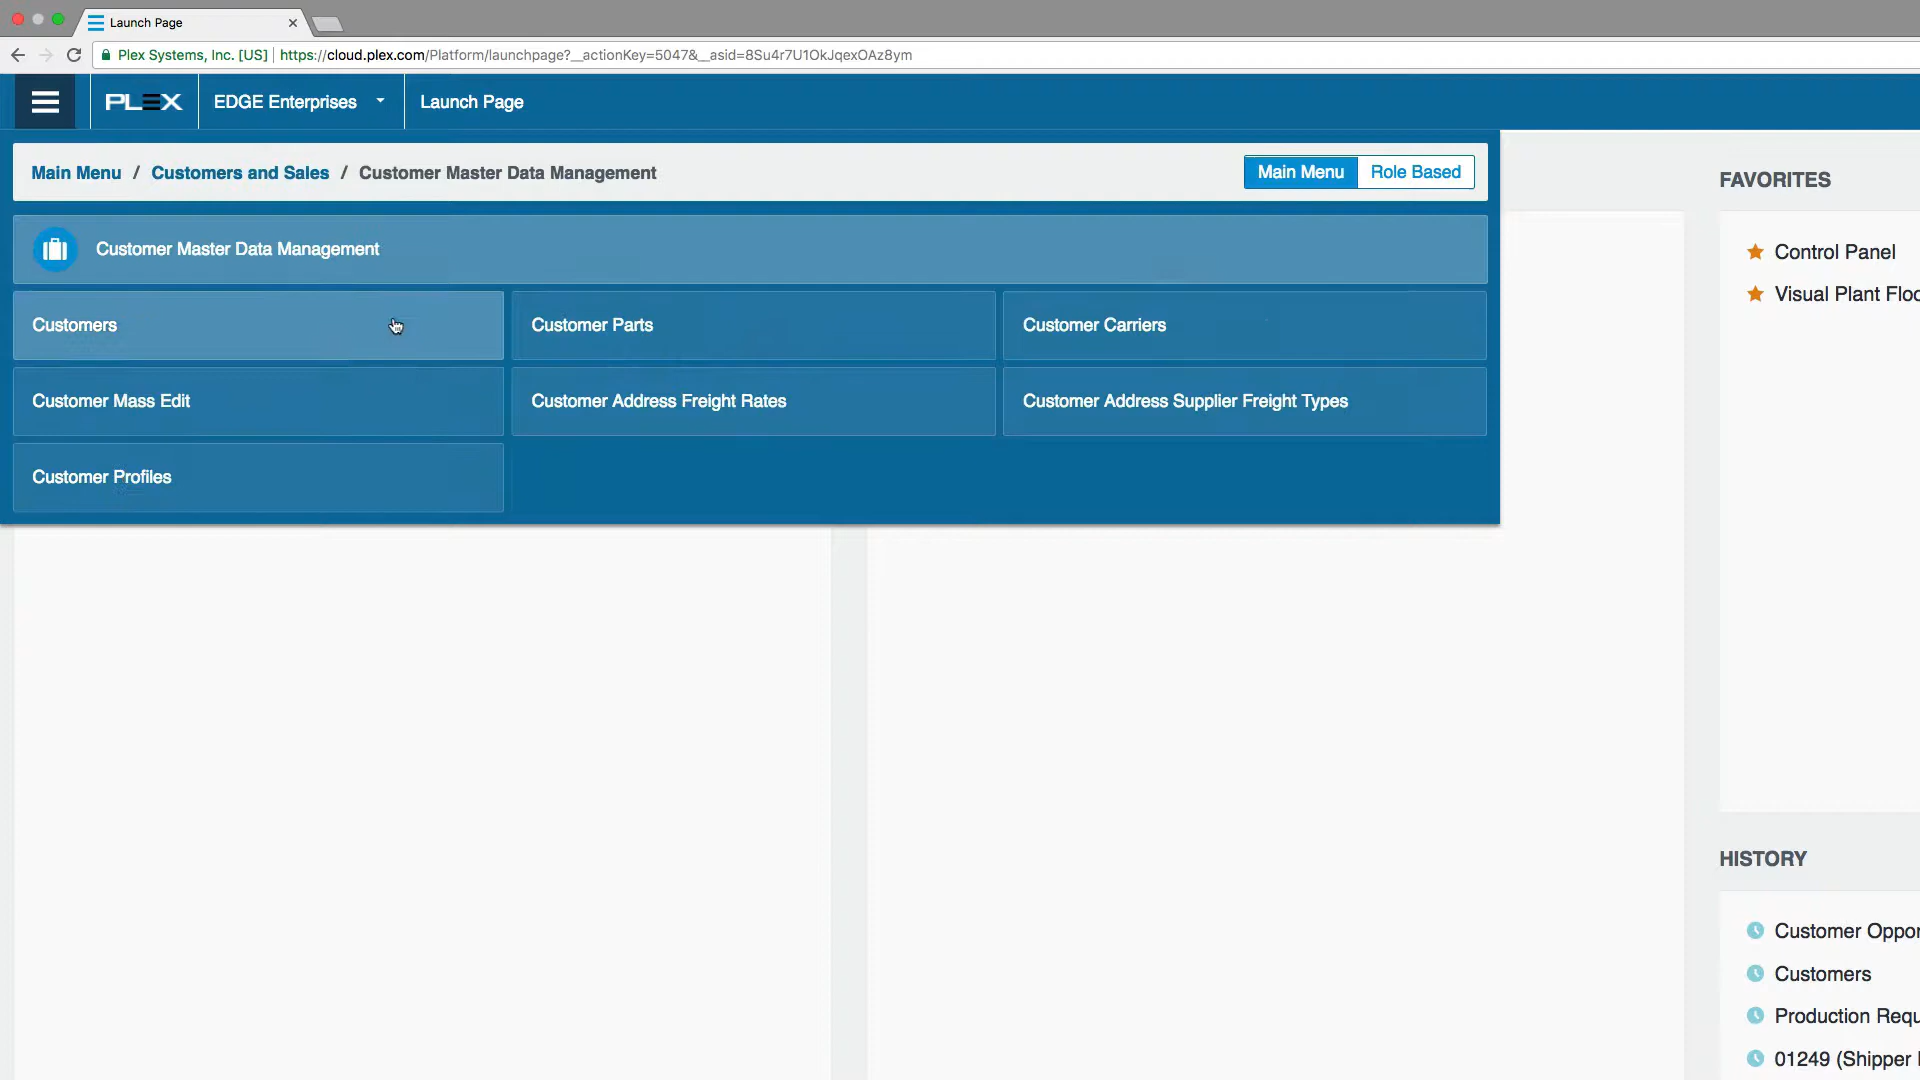 Launch Page
Plex Systems, Inc. [US] https://cloud.plex.com/Platform/launchpage?__actionKey=5047&__asid=8Su4r7U1OkJqexOAz8ym
PLEX EDGE Enterprises Launch Page
Main Menu / Customers and Sales / Customer Master Data Management
Main Menu Role Based
Customer Master Data Management
Customers Customer Parts Customer Carriers
Customer Mass Edit Customer Address Freight Rates Customer Address Supplier Freight Types
Customer Profiles
FAVORITES
Control Panel
Visual Plant Floo
HISTORY
Customer Oppor
Customers
Production Requ
01249 (Shipper